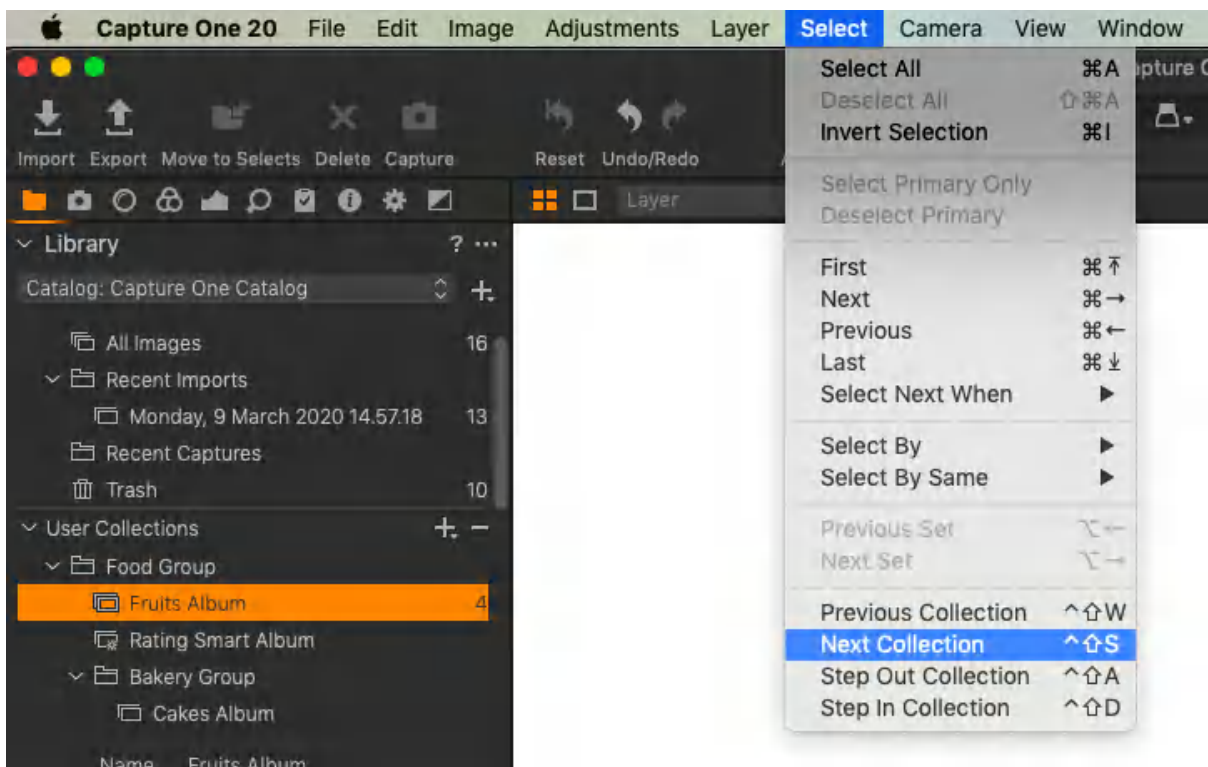 Capture One 20 File Edit Image Adjustments Layer Select Camera View Window
pture
Import Export Move to Selects Delete Capture Reset Undo/Redo
Layer
Library ? ...
Catalog: Capture One Catalog
All Images 16
Recent Imports
Monday, 9 March 2020 14.57.18 13
Recent Captures
Trash 10
User Collections
Food Group
Fruits Album 4
Rating Smart Album
Bakery Group
Cakes Album
Name Fruits Album
Select All ⌘A
Deselect All ⇧⌘A
Invert Selection ⌘I
Select Primary Only
Deselect Primary
First ⌘⤒
Next ⌘→
Previous ⌘←
Last ⌘⤓
Select Next When ▶
Select By ▶
Select By Same ▶
Previous Set ⌥←
Next Set ⌥→
Previous Collection ^⇧W
Next Collection ^⇧S
Step Out Collection ^⇧A
Step In Collection ^⇧D